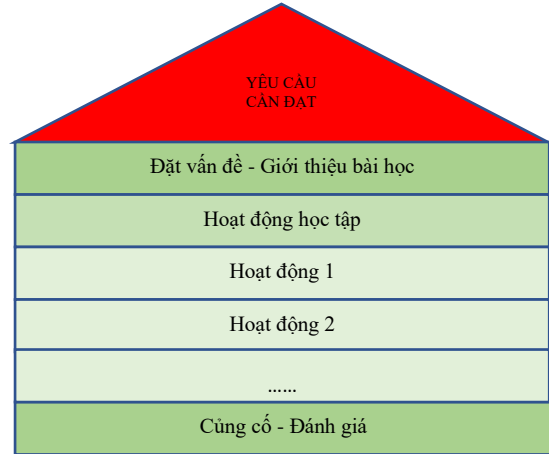 YÊU CẦU
CẦN ĐẠT
Đặt vấn đề - Giới thiệu bài học
Hoạt động học tập
Hoạt động 1
Hoạt động 2
......
Củng cố - Đánh giá